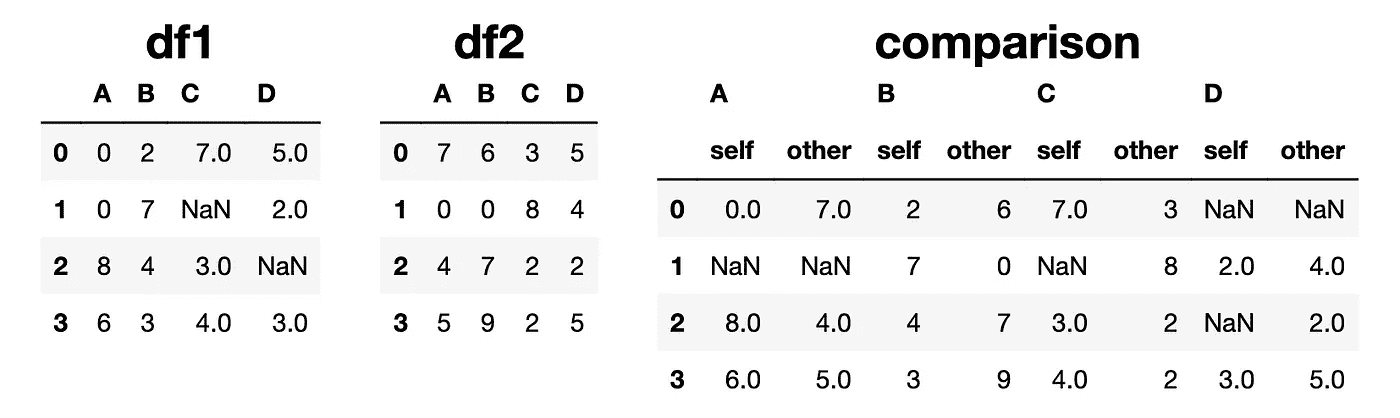 df1 df2 comparison
A B C D A B C D A B C D
self other self other self other self other
0 0 2 7.0 5.0 0 7 6 3 5 0 0.0 7.0 2 6 7.0 3 NaN NaN
1 0 7 NaN 2.0 1 0 0 8 4 1 NaN NaN 7 0 NaN 8 2.0 4.0
2 8 4 3.0 NaN 2 4 7 2 2 2 8.0 4.0 4 7 3.0 2 NaN 2.0
3 6 3 4.0 3.0 3 5 9 2 5 3 6.0 5.0 3 9 4.0 2 3.0 5.0